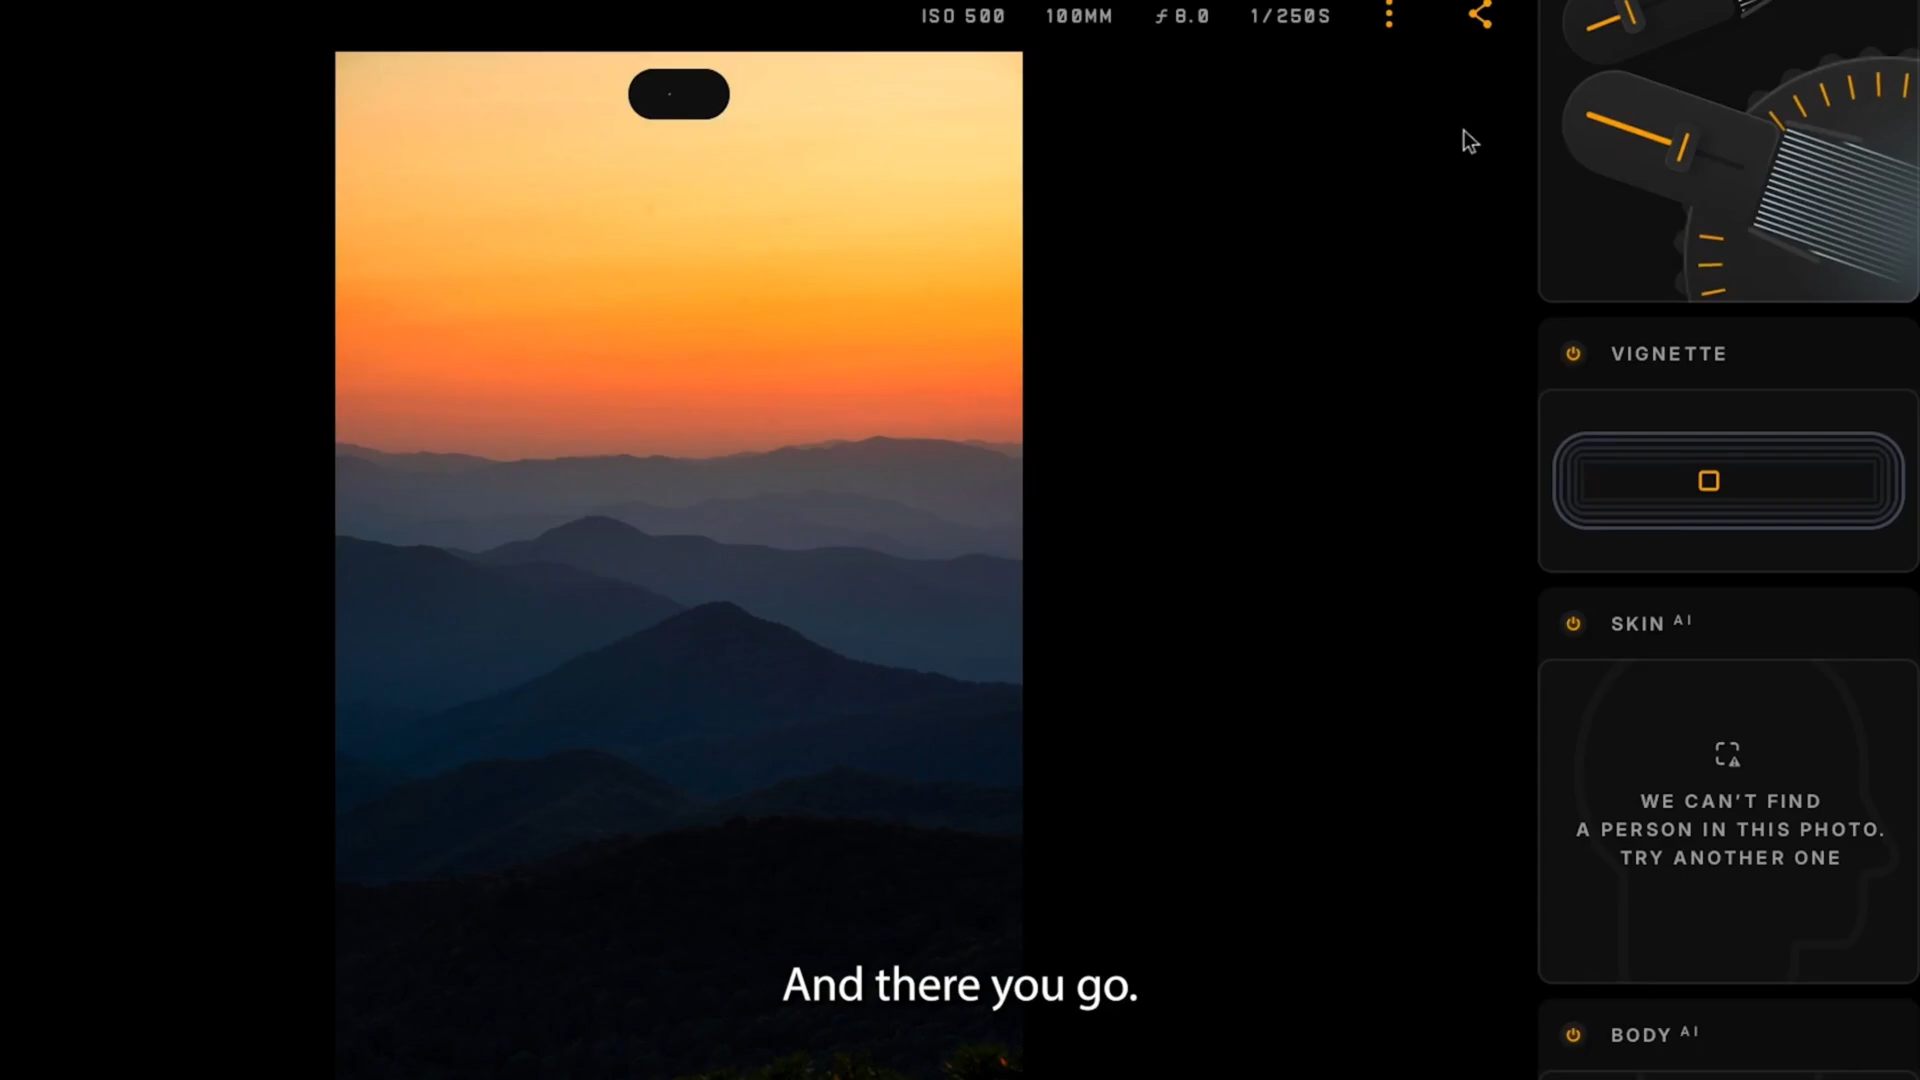 ISO 500 100MM ƒ 8.0 1/250S
VIGNETTE
SKIN AI
WE CAN'T FIND
A PERSON IN THIS PHOTO.
TRY ANOTHER ONE
And there you go.
BODY AI